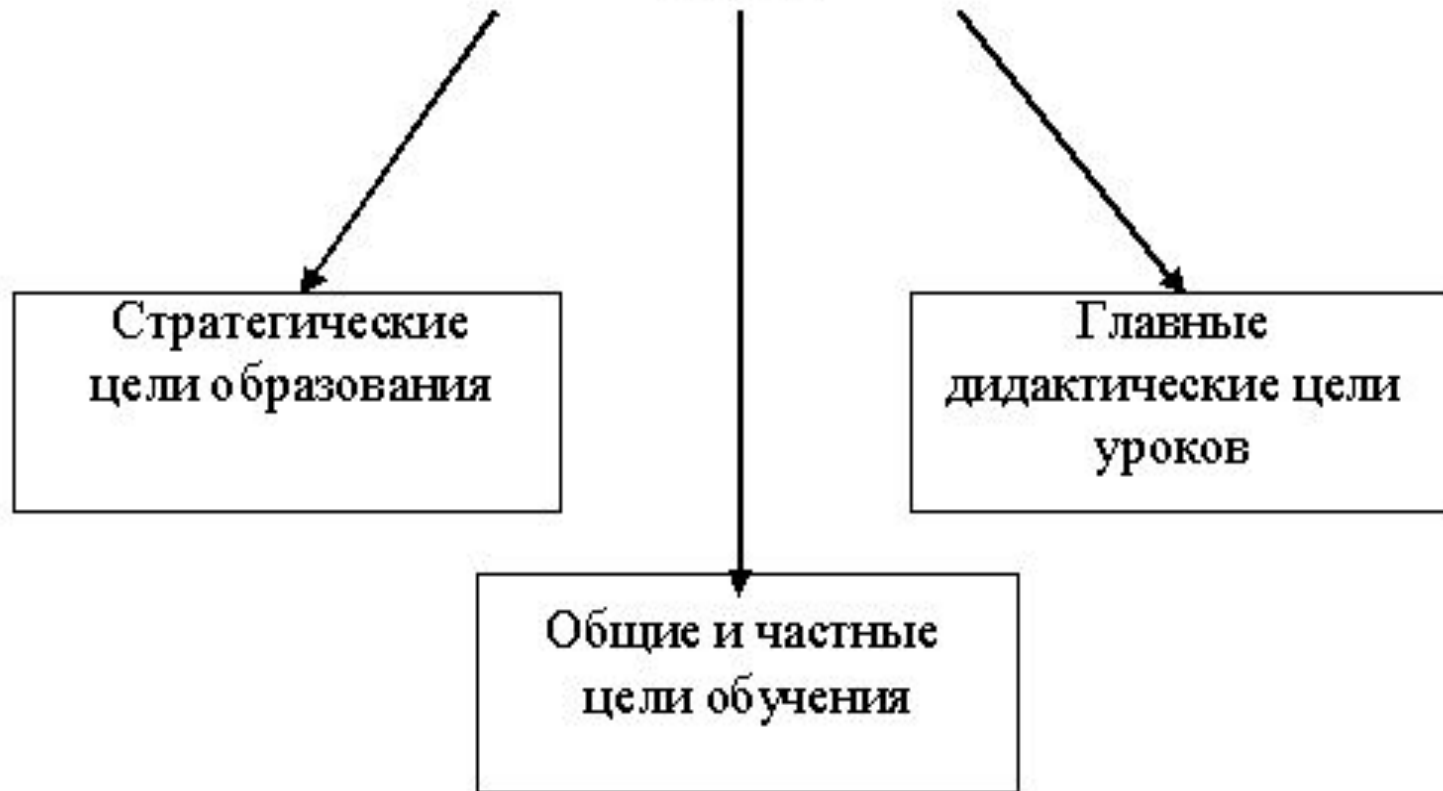 Стратегические
цели образования
Главные
дидактические цели
уроков
Общие и частные
цели обучения